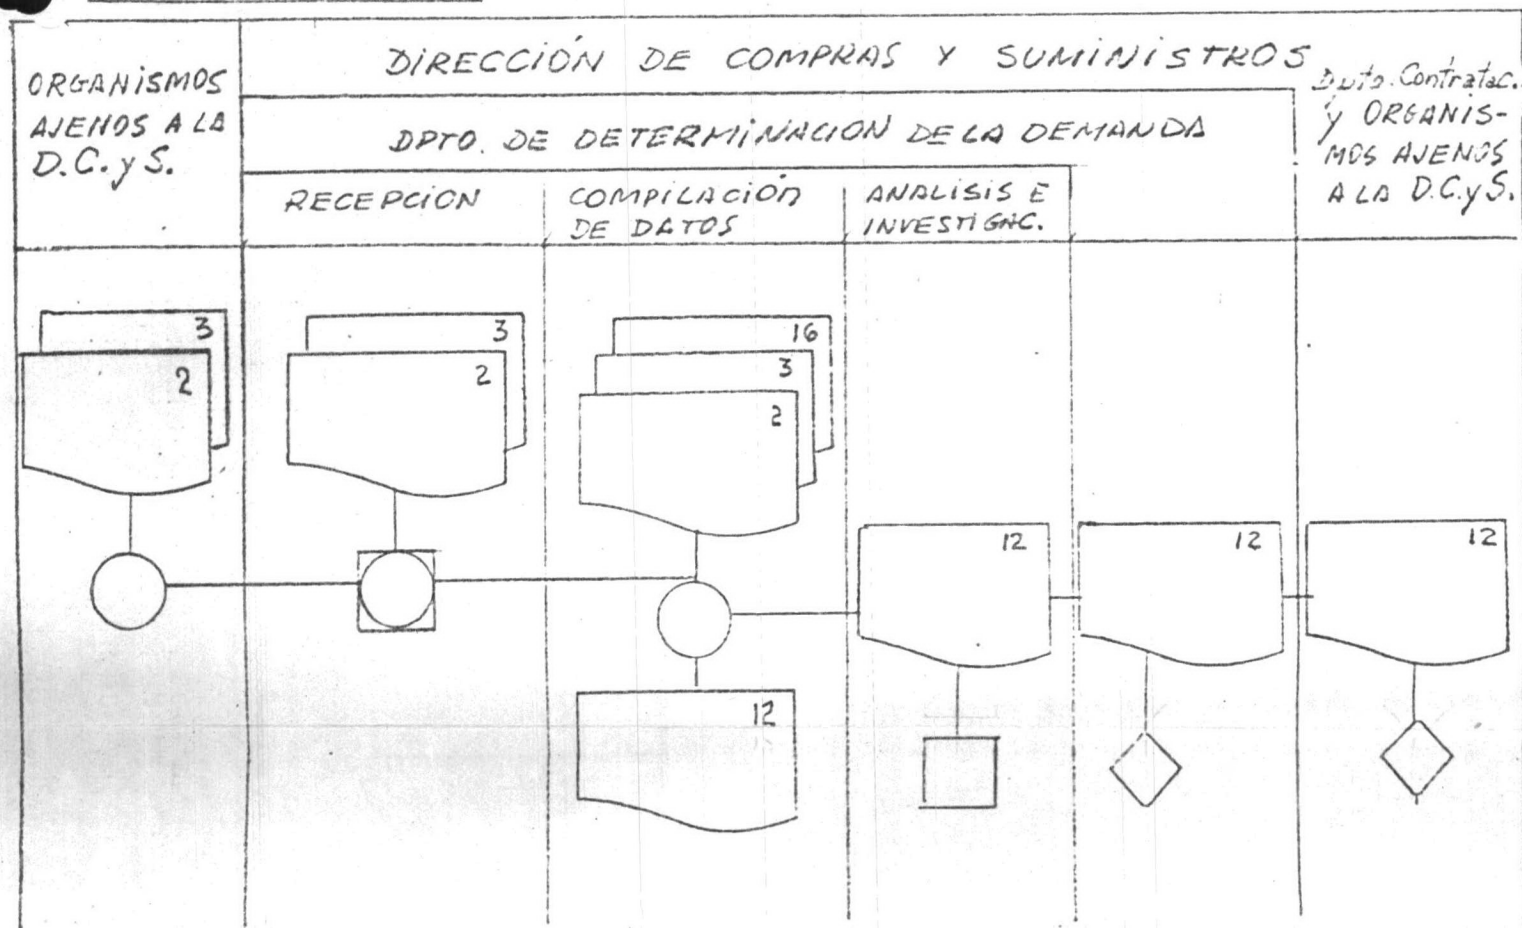 ORGANISMOS
AJENOS A LA
D.C. y S.
DIRECCIÓN DE COMPRAS Y SUMINISTROS
DPTO. DE DETERMINACION DE LA DEMANDA
RECEPCION
COMPILACIÓN
DE DATOS
ANALISIS E
INVESTIGAC.
Dpto. Contratac.
y ORGANIS-
MOS AJENOS
A LA D.C. y S.
3
2
3
2
16
3
2
12
12
12
12